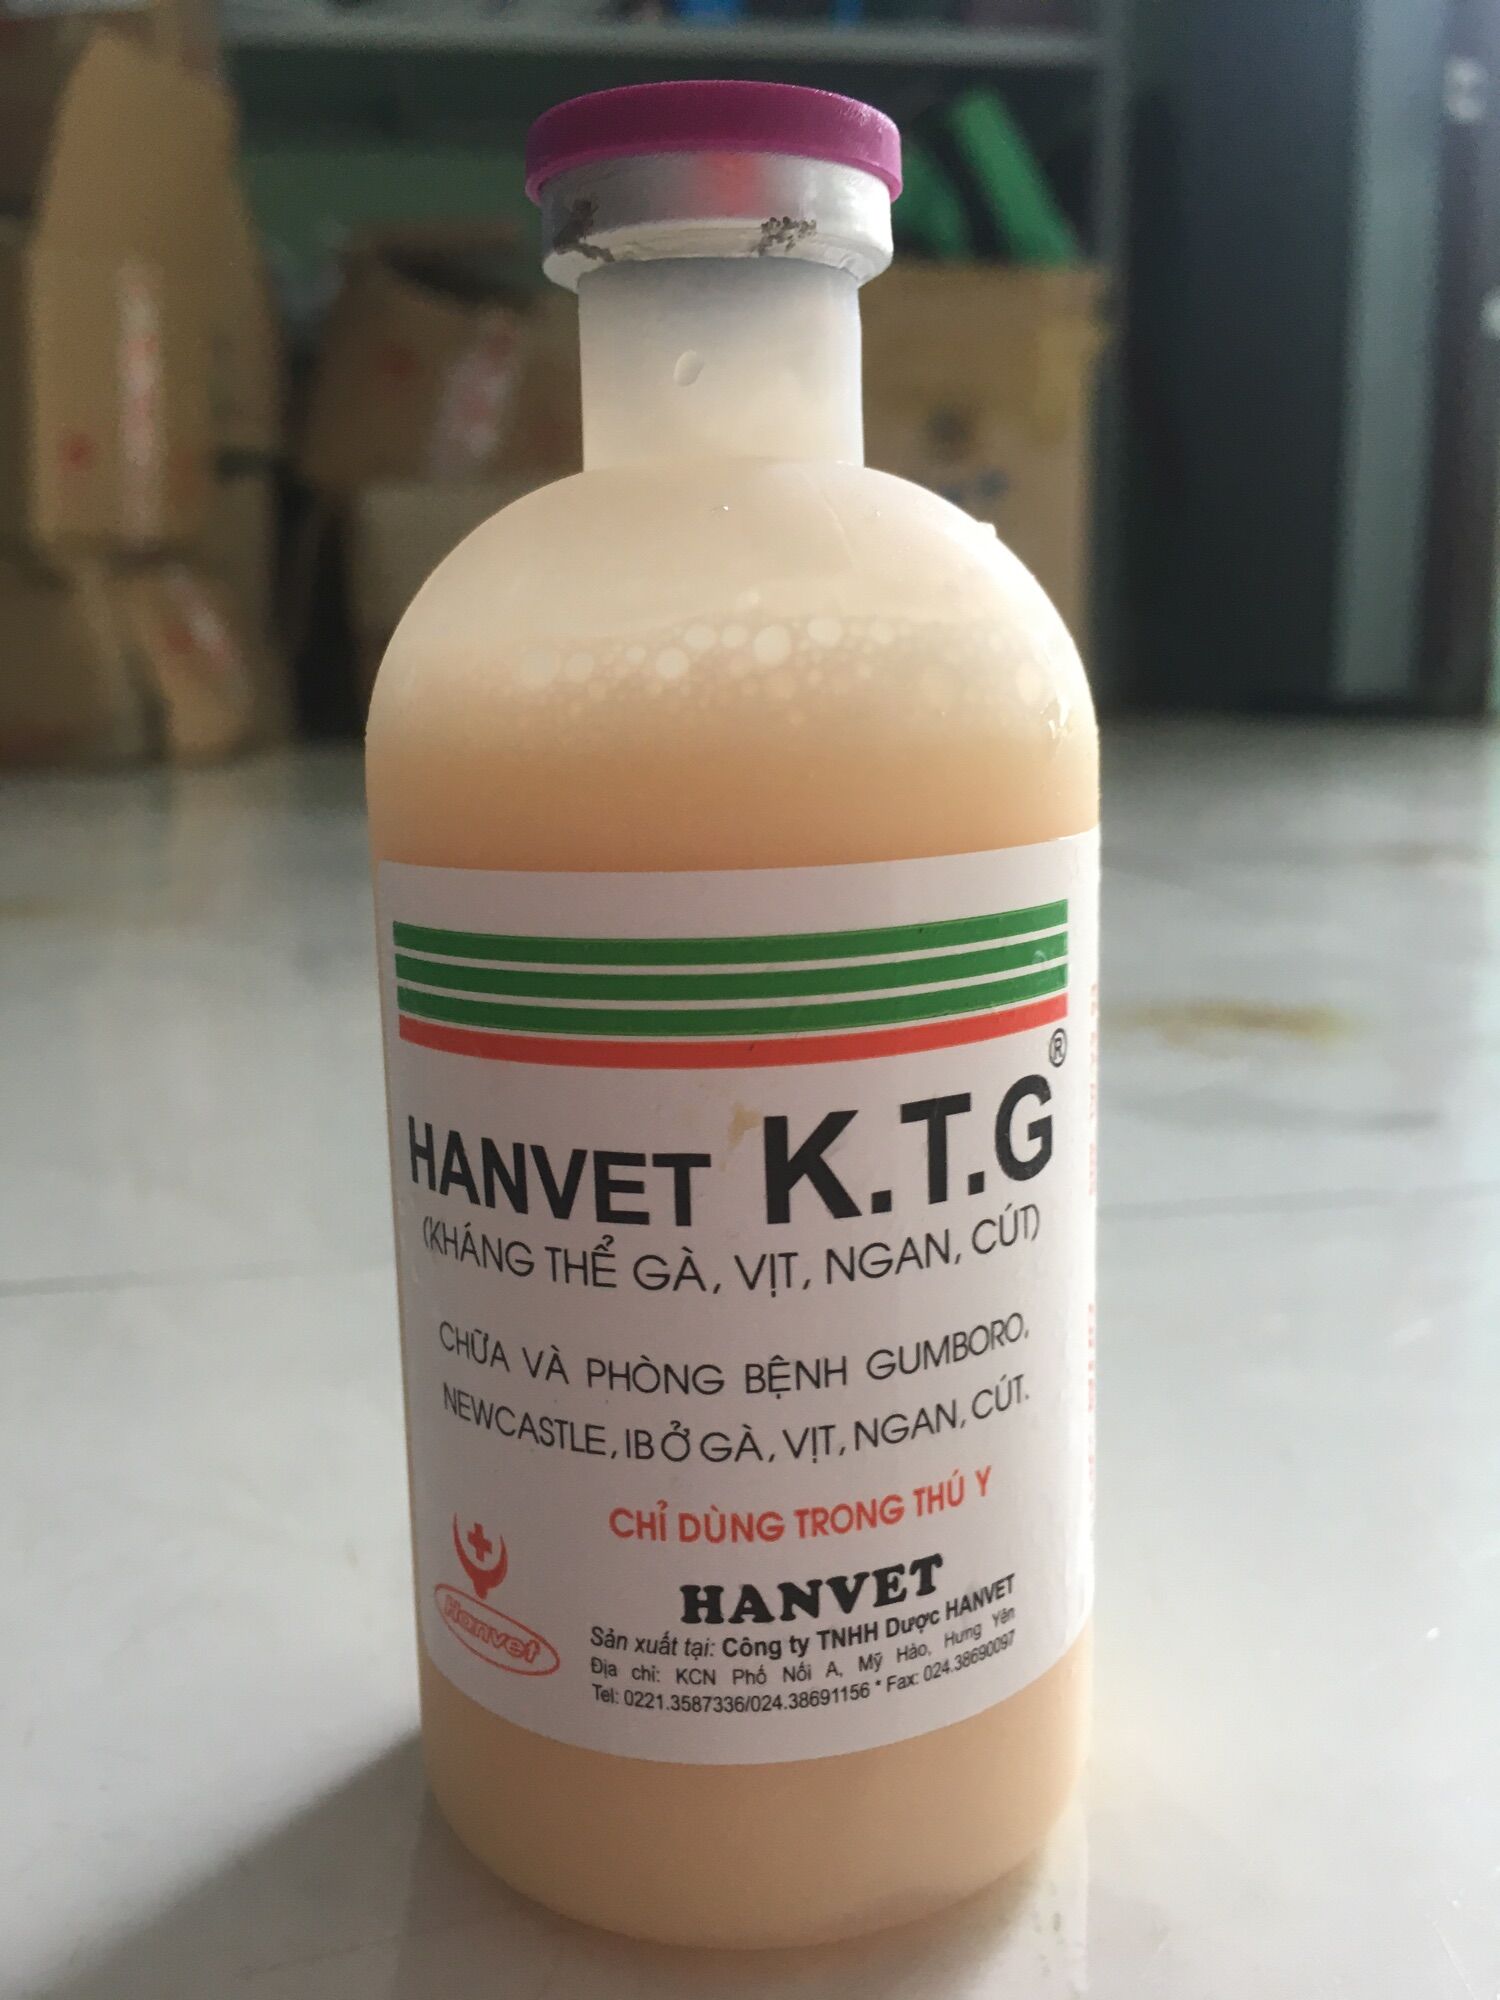 HANVET K.T.G®
(KHÁNG THỂ GÀ, VỊT, NGAN, CÚT)
CHỮA VÀ PHÒNG BỆNH GUMBORO,
NEWCASTLE, IB Ở GÀ, VỊT, NGAN, CÚT.
CHỈ DÙNG TRONG THÚ Y
Hanvet
HANVET
Sản xuất tại: Công ty TNHH Dược HANVET
Địa chỉ: KCN Phố Nối A, Mỹ Hào, Hưng Yên
Tel: 0221.3587336/024.38691156 * Fax: 024.38690097